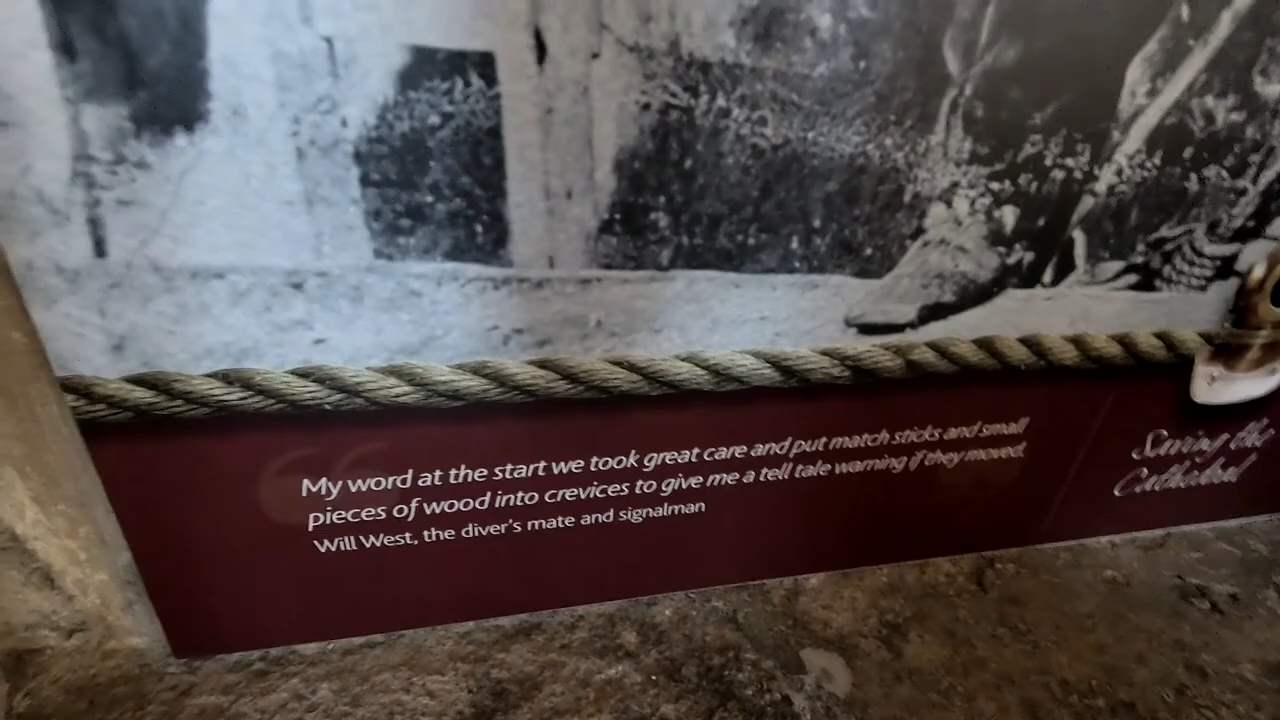 My word at the start we took great care and put match sticks and small
pieces of wood into crevices to give me a tell tale warning if they moved.
Will West, the diver's mate and signalman
Saving the
Cathedral